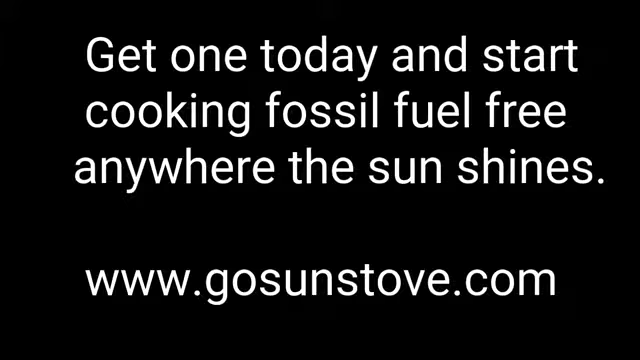 Get one today and start
cooking fossil fuel free
anywhere the sun shines.
www.gosunstove.com